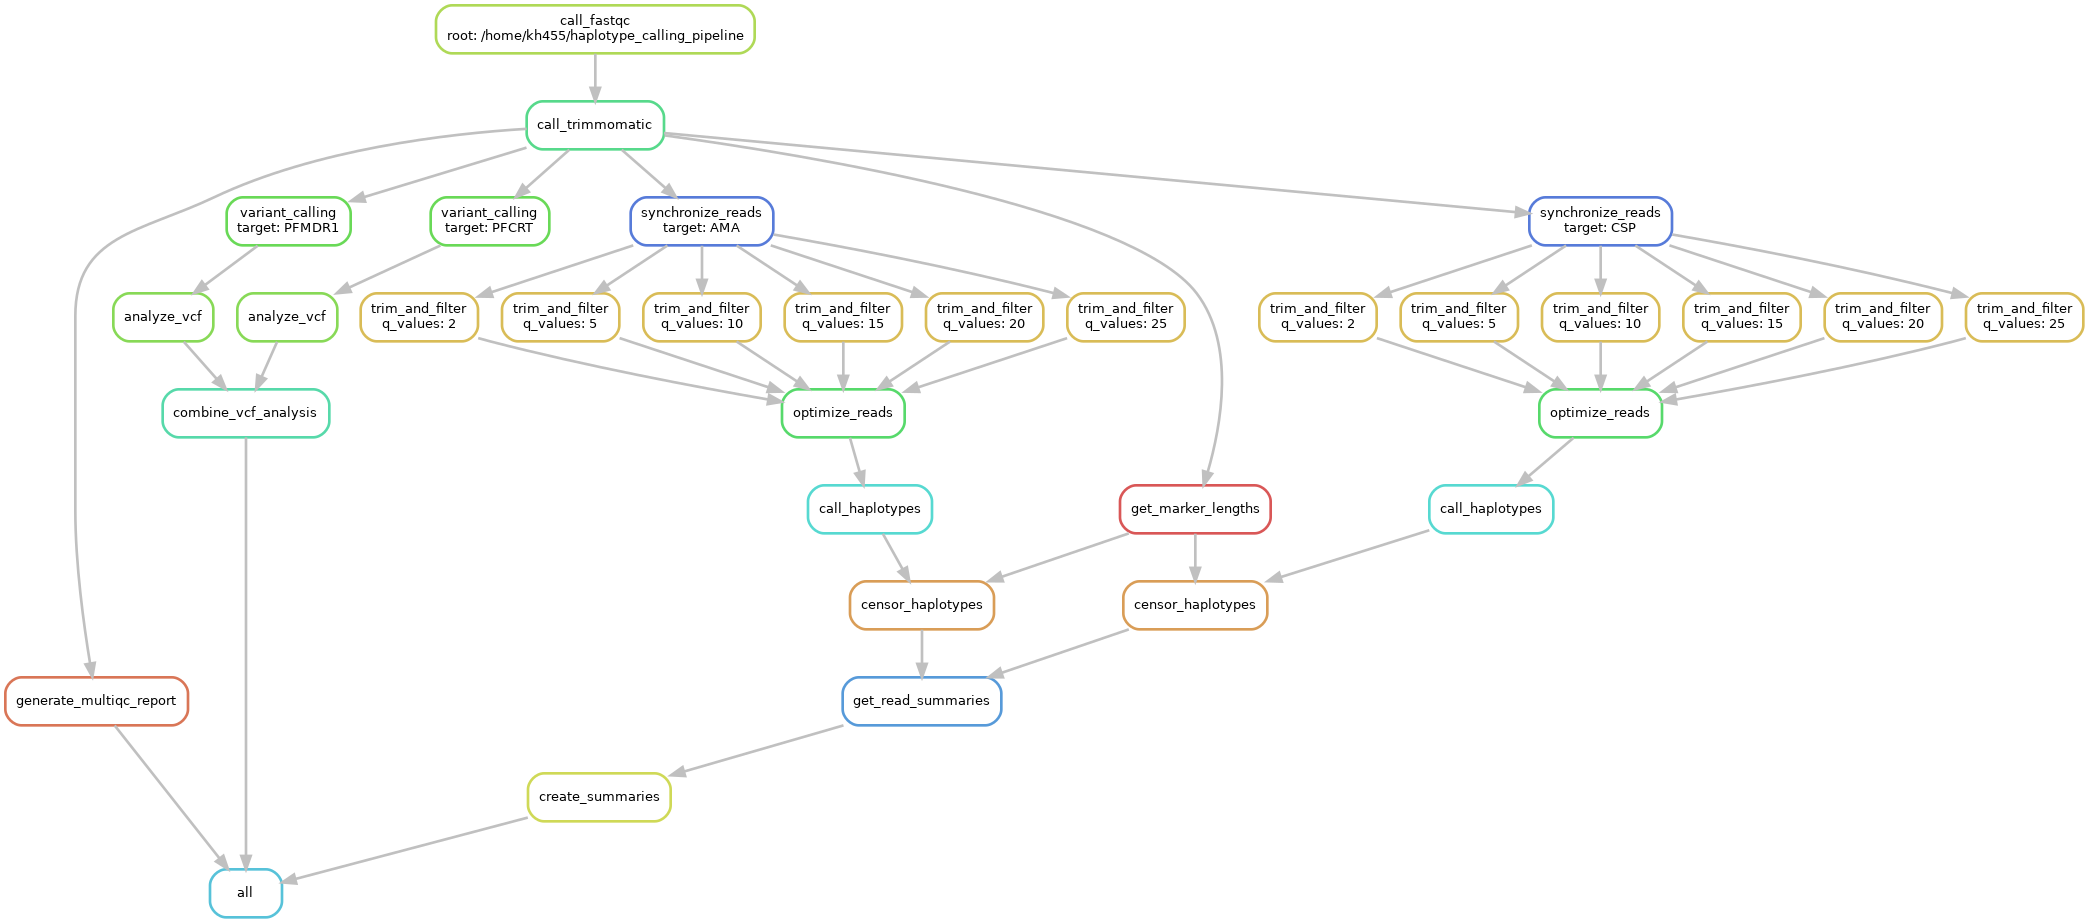 call_fastqc
root: /home/kh455/haplotype_calling_pipeline
call_trimmomatic
variant_calling
target: PFMDR1
variant_calling
target: PFCRT
synchronize_reads
target: AMA
synchronize_reads
target: CSP
analyze_vcf
analyze_vcf
trim_and_filter
q_values: 2
trim_and_filter
q_values: 5
trim_and_filter
q_values: 10
trim_and_filter
q_values: 15
trim_and_filter
q_values: 20
trim_and_filter
q_values: 25
trim_and_filter
q_values: 2
trim_and_filter
q_values: 5
trim_and_filter
q_values: 10
trim_and_filter
q_values: 15
trim_and_filter
q_values: 20
trim_and_filter
q_values: 25
combine_vcf_analysis
optimize_reads
optimize_reads
call_haplotypes
get_marker_lengths
call_haplotypes
censor_haplotypes
censor_haplotypes
generate_multiqc_report
get_read_summaries
create_summaries
all